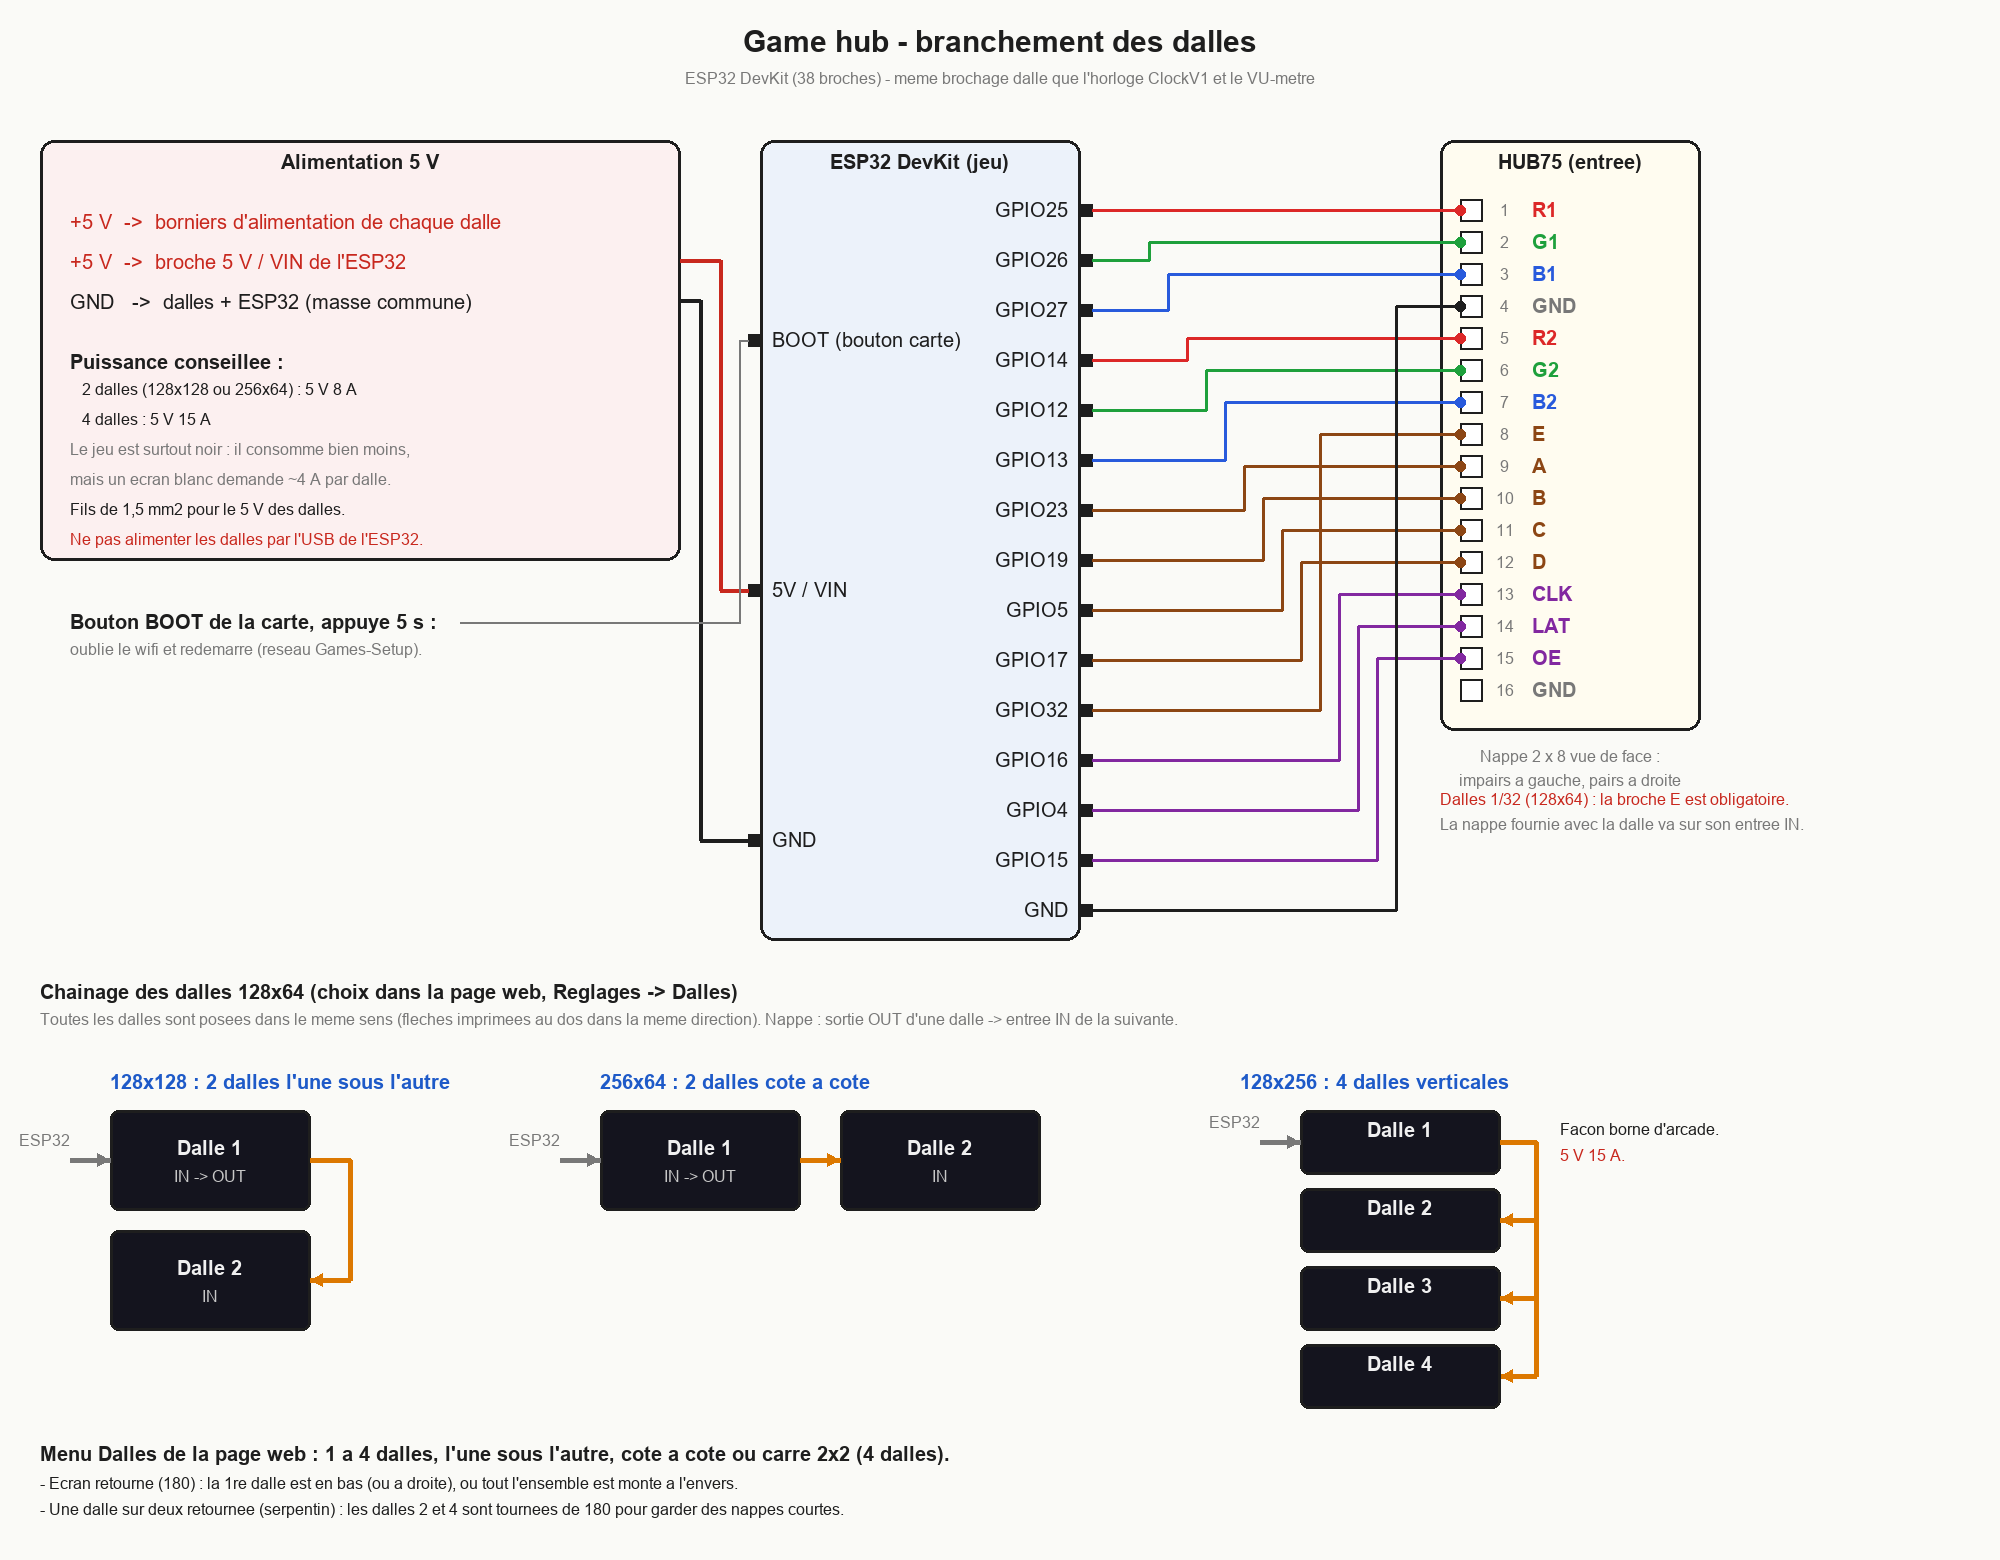 Game hub - branchement des dalles
ESP32 DevKit (38 broches) - meme brochage dalle que l'horloge ClockV1 et le VU-metre
Alimentation 5 V
+5 V -> borniers d'alimentation de chaque dalle
+5 V -> broche 5 V / VIN de l'ESP32
GND -> dalles + ESP32 (masse commune)
Puissance conseillee :
2 dalles (128x128 ou 256x64) : 5 V 8 A
4 dalles : 5 V 15 A
Le jeu est surtout noir : il consomme bien moins,
mais un ecran blanc demande ~4 A par dalle.
Fils de 1,5 mm2 pour le 5 V des dalles.
Ne pas alimenter les dalles par l'USB de l'ESP32.
Bouton BOOT de la carte, appuye 5 s :
oublie le wifi et redemarre (reseau Games-Setup).
ESP32 DevKit (jeu)
BOOT (bouton carte)
5V / VIN
GND
GPIO25
GPIO26
GPIO27
GPIO14
GPIO12
GPIO13
GPIO23
GPIO19
GPIO5
GPIO17
GPIO32
GPIO16
GPIO4
GPIO15
GND
HUB75 (entree)
1 R1
2 G1
3 B1
4 GND
5 R2
6 G2
7 B2
8 E
9 A
10 B
11 C
12 D
13 CLK
14 LAT
15 OE
16 GND
Nappe 2 x 8 vue de face :
impairs a gauche, pairs a droite
Dalles 1/32 (128x64) : la broche E est obligatoire.
La nappe fournie avec la dalle va sur son entree IN.
Chainage des dalles 128x64 (choix dans la page web, Reglages -> Dalles)
Toutes les dalles sont posees dans le meme sens (fleches imprimees au dos dans la meme direction). Nappe : sortie OUT d'une dalle -> entree IN de la suivante.
128x128 : 2 dalles l'une sous l'autre
ESP32
Dalle 1
IN -> OUT
Dalle 2
IN
256x64 : 2 dalles cote a cote
ESP32
Dalle 1
IN -> OUT
Dalle 2
IN
128x256 : 4 dalles verticales
ESP32
Dalle 1
Dalle 2
Dalle 3
Dalle 4
Facon borne d'arcade.
5 V 15 A.
Menu Dalles de la page web : 1 a 4 dalles, l'une sous l'autre, cote a cote ou carre 2x2 (4 dalles).
- Ecran retourne (180) : la 1re dalle est en bas (ou a droite), ou tout l'ensemble est monte a l'envers.
- Une dalle sur deux retournee (serpentin) : les dalles 2 et 4 sont tournees de 180 pour garder des nappes courtes.